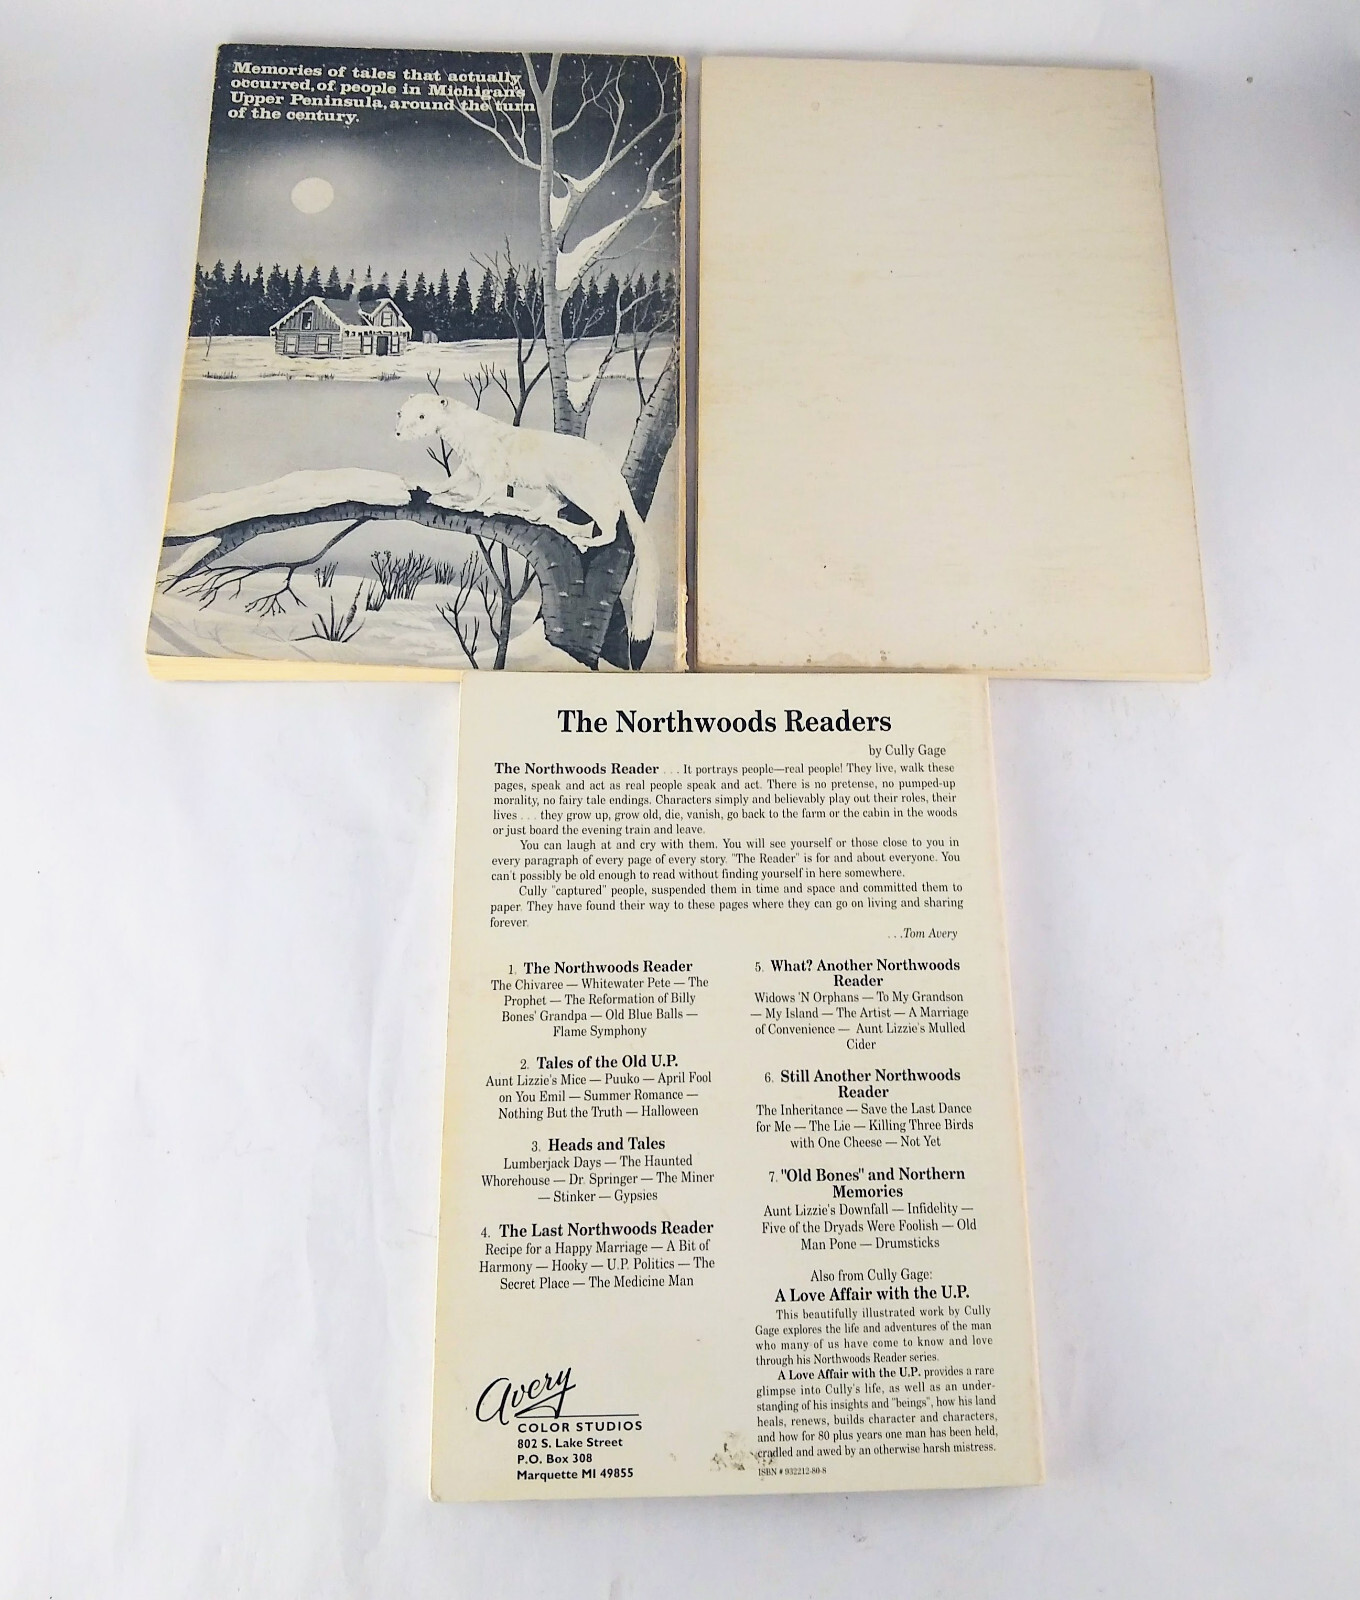 Memories of tales that actually
occurred, of people in Michigan's
Upper Peninsula, around the turn
of the century.
The Northwoods Readers
by Cully Gage
The Northwoods Reader . . . It portrays people—real people! They live, walk these
pages, speak and act as real people speak and act. There is no pretense, no pumped-up
morality, no fairy tale endings. Characters simply and believably play out their roles, their
lives . . . they grow up, grow old, die, vanish, go back to the farm or the cabin in the woods
or just board the evening train and leave.
You can laugh at and cry with them. You will see yourself or those close to you in
every paragraph of every page of every story. "The Reader" is for and about everyone. You
can't possibly be old enough to read without finding yourself in here somewhere.
Cully "captured" people, suspended them in time and space and committed them to
paper. They have found their way to these pages where they can go on living and sharing
forever.
. . .Tom Avery
1. The Northwoods Reader
The Chivaree — Whitewater Pete — The
Prophet — The Reformation of Billy
Bones' Grandpa — Old Blue Balls —
Flame Symphony
2. Tales of the Old U.P.
Aunt Lizzie's Mice — Puuko — April Fool
on You Emil — Summer Romance —
Nothing But the Truth — Halloween
3. Heads and Tales
Lumberjack Days — The Haunted
Whorehouse — Dr. Springer — The Miner
— Stinker — Gypsies
4. The Last Northwoods Reader
Recipe for a Happy Marriage — A Bit of
Harmony — Hooky — U.P. Politics — The
Secret Place — The Medicine Man
5. What? Another Northwoods
Reader
Widows 'N Orphans — To My Grandson
— My Island — The Artist — A Marriage
of Convenience — Aunt Lizzie's Mulled
Cider
6. Still Another Northwoods
Reader
The Inheritance — Save the Last Dance
for Me — The Lie — Killing Three Birds
with One Cheese — Not Yet
7. "Old Bones" and Northern
Memories
Aunt Lizzie's Downfall — Infidelity —
Five of the Dryads Were Foolish — Old
Man Pone — Drumsticks
Also from Cully Gage:
A Love Affair with the U.P.
This beautifully illustrated work by Cully
Gage explores the life and adventures of the man
who many of us have come to know and love
through his Northwoods Reader series.
A Love Affair with the U.P. provides a rare
glimpse into Cully's life, as well as an under-
standing of his insights and "beings", how his land
heals, renews, builds character and characters,
and how for 80 plus years one man has been held,
cradled and awed by an otherwise harsh mistress.
ISBN # 932212-80-8
Avery
COLOR STUDIOS
802 S. Lake Street
P.O. Box 308
Marquette MI 49855